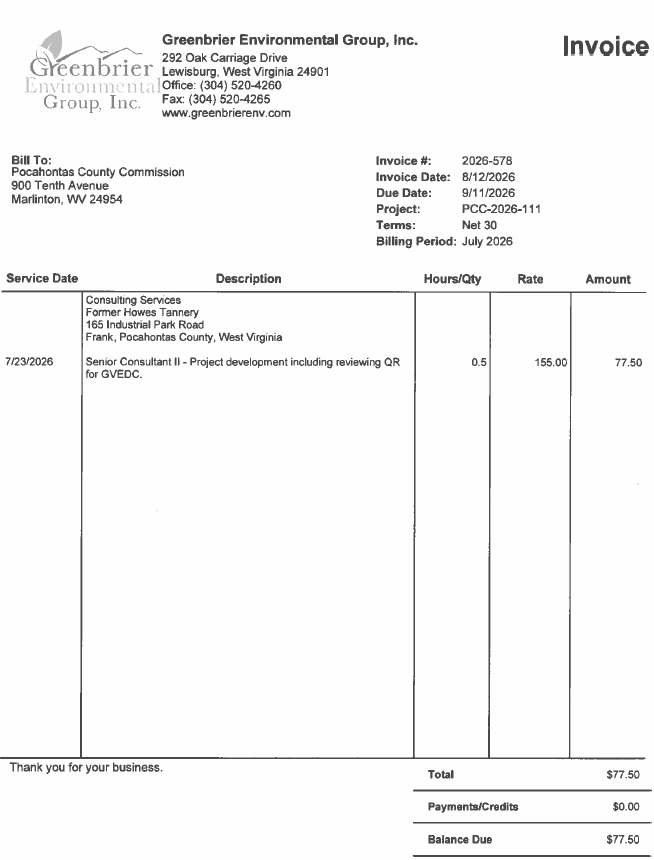 Greenbrier
Environmental
Group, Inc.
Greenbrier Environmental Group, Inc.
292 Oak Carriage Drive
Lewisburg, West Virginia 24901
Office: (304) 520-4260
Fax: (304) 520-4265
www.greenbrierenv.com
Invoice
Bill To:
Pocahontas County Commission
900 Tenth Avenue
Marlinton, WV 24954
Invoice #: 2026-578
Invoice Date: 8/12/2026
Due Date: 9/11/2026
Project: PCC-2026-111
Terms: Net 30
Billing Period: July 2026
Service Date Description Hours/Qty Rate Amount
Consulting Services
Former Howes Tannery
165 Industrial Park Road
Frank, Pocahontas County, West Virginia
7/23/2026 Senior Consultant II - Project development including reviewing QR 0.5 155.00 77.50
for GVEDC.
Thank you for your business.
Total $77.50
Payments/Credits $0.00
Balance Due $77.50